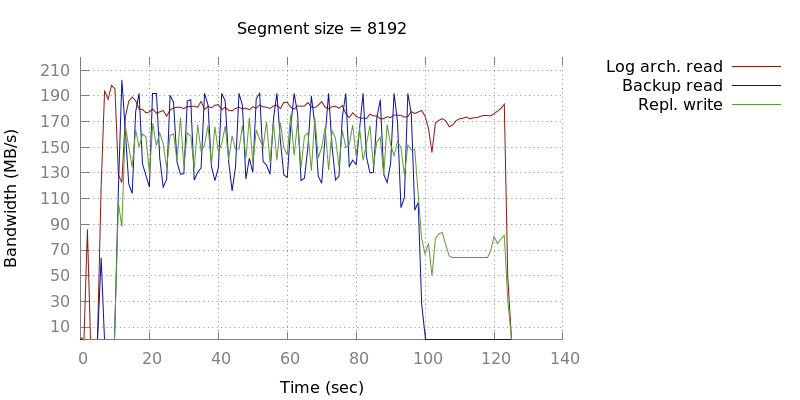 Segment size = 8192
Log arch. read
Backup read
Repl. write
Bandwidth (MB/s)
210
190
170
150
130
110
90
70
50
30
10
0 20 40 60 80 100 120 140
Time (sec)